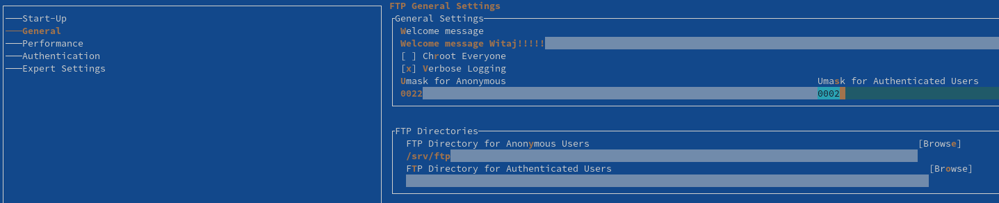 Start-Up
General
Performance
Authentication
Expert Settings
FTP General Settings
General Settings
Welcome message
Welcome message Witaj!!!!!
[ ] Chroot Everyone
[x] Verbose Logging
Umask for Anonymous Umask for Authenticated Users
0022 0002
FTP Directories
FTP Directory for Anonymous Users [Browse]
/srv/ftp
FTP Directory for Authenticated Users [Browse]